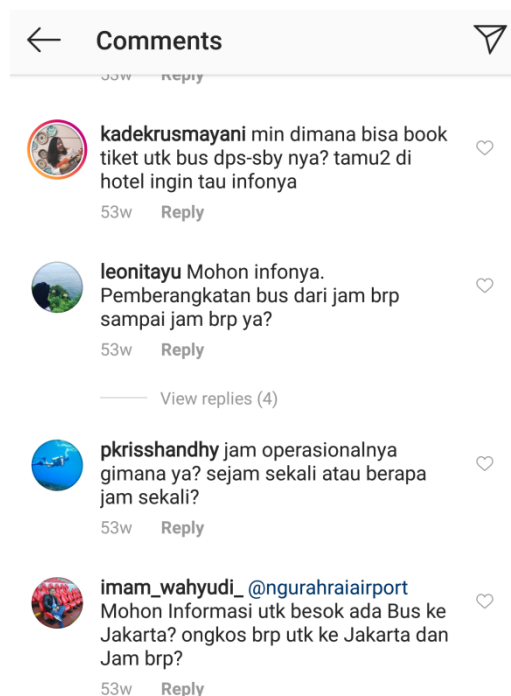 Comments
53w Reply
kadekrusmayani min dimana bisa book
tiket utk bus dps-sby nya? tamu2 di
hotel ingin tau infonya
53w Reply
leonitayu Mohon infonya.
Pemberangkatan bus dari jam brp
sampai jam brp ya?
53w Reply
View replies (4)
pkrisshandhy jam operasionalnya
gimana ya? sejam sekali atau berapa
jam sekali?
53w Reply
imam_wahyudi_ @ngurahraiairport
Mohon Informasi utk besok ada Bus ke
Jakarta? ongkos brp utk ke Jakarta dan
Jam brp?
53w Reply